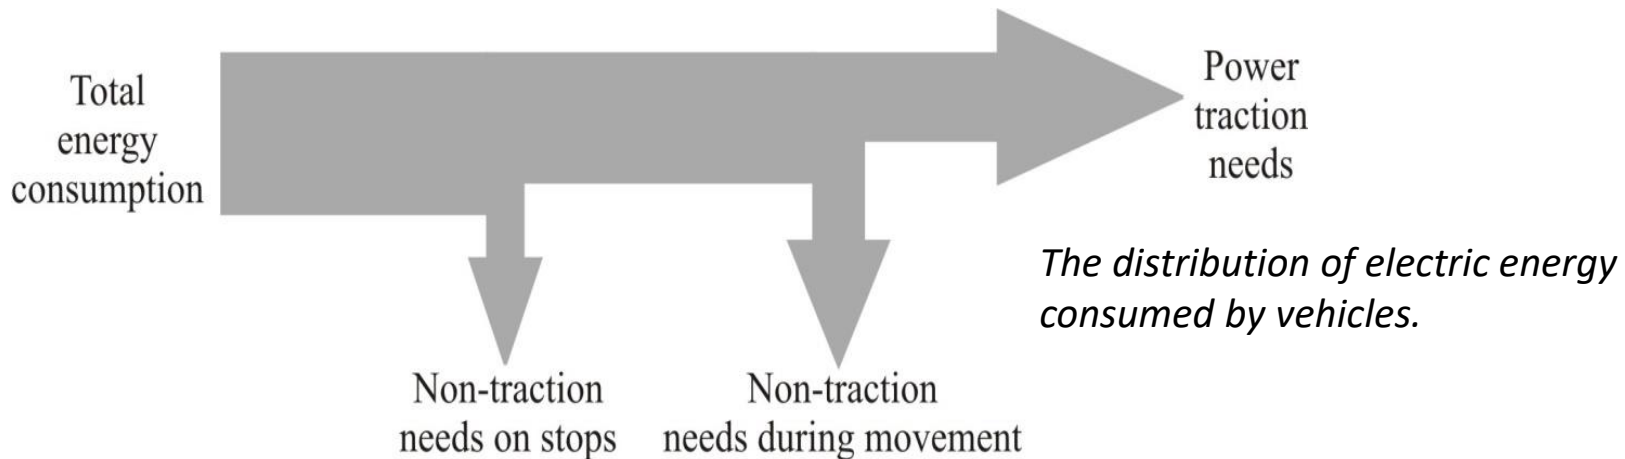 Total
energy
consumption
Power
traction
needs
The distribution of electric energy
consumed by vehicles.
Non-traction
needs on stops
Non-traction
needs during movement